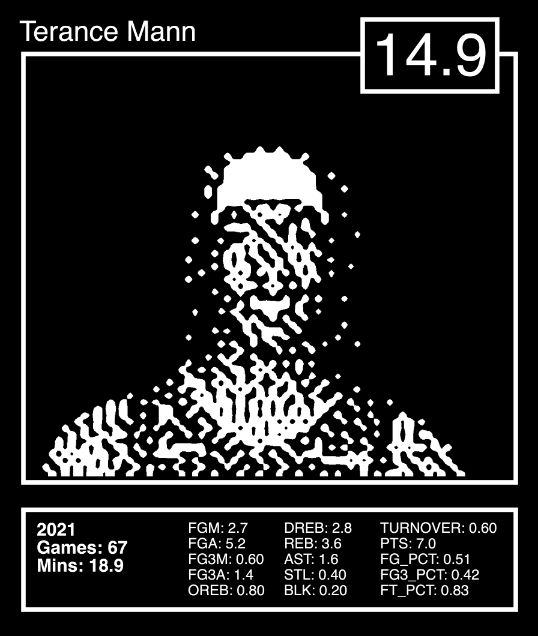 Terance Mann
14.9
2021
Games: 67
Mins: 18.9
FGM: 2.7
FGA: 5.2
FG3M: 0.60
FG3A: 1.4
OREB: 0.80
DREB: 2.8
REB: 3.6
AST: 1.6
STL: 0.40
BLK: 0.20
TURNOVER: 0.60
PTS: 7.0
FG_PCT: 0.51
FG3_PCT: 0.42
FT_PCT: 0.83